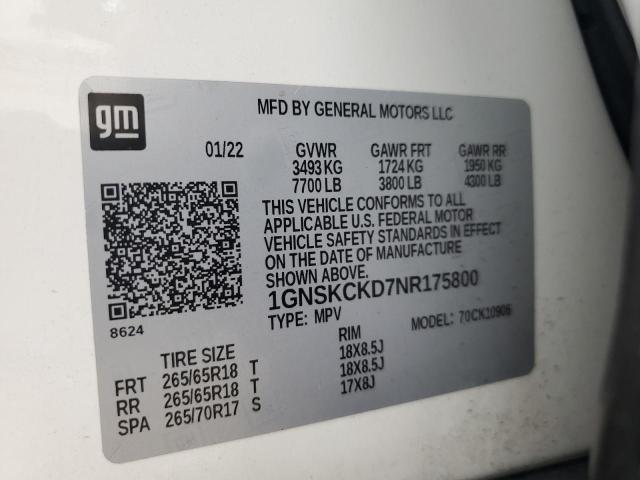 gm
MFD BY GENERAL MOTORS LLC
01/22 GVWR GAWR FRT GAWR RR
3493 KG 1724 KG 1950 KG
7700 LB 3800 LB 4300 LB
THIS VEHICLE CONFORMS TO ALL
APPLICABLE U.S. FEDERAL MOTOR
VEHICLE SAFETY STANDARDS IN EFFECT
ON THE DATE OF MANUFACTURE
SHOWN ABOVE.
1GNSKCKD7NR175800
8624
TYPE: MPV MODEL: 70CK10906
TIRE SIZE RIM
FRT 265/65R18 T 18X8.5J
RR 265/65R18 T 18X8.5J
SPA 265/70R17 S 17X8J